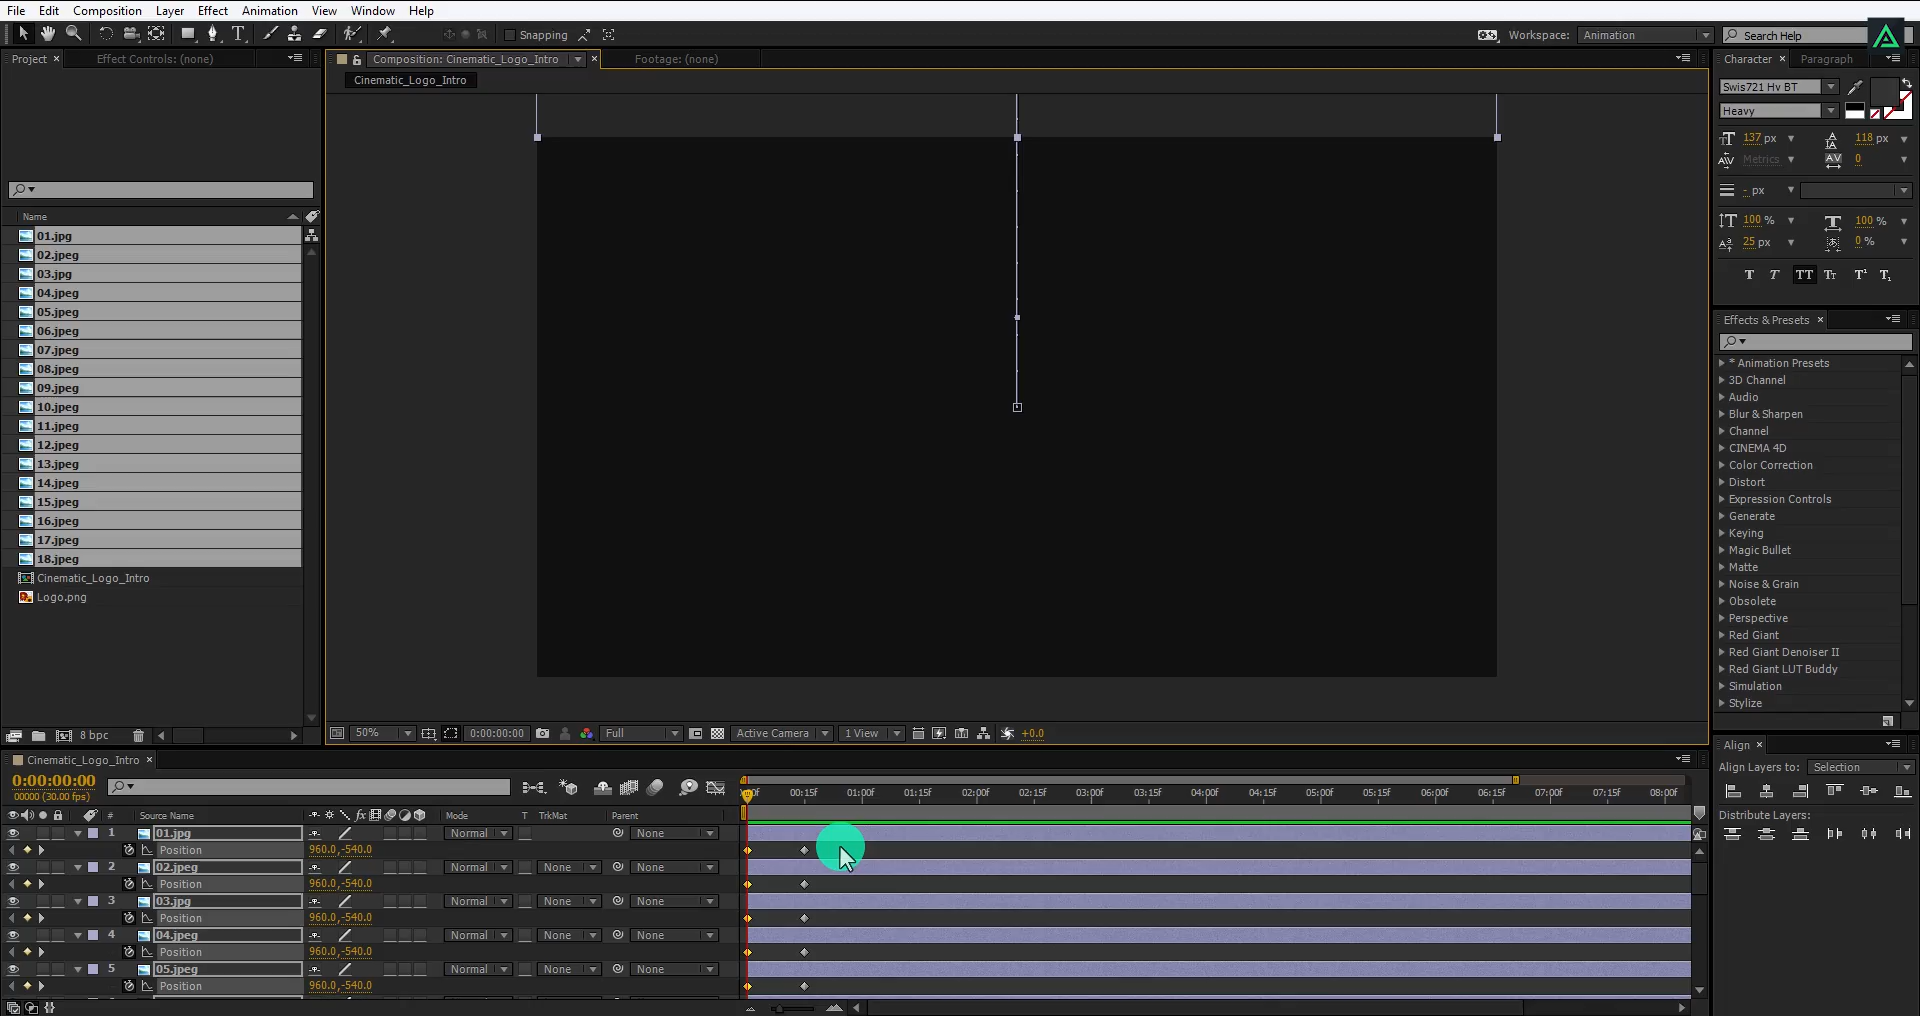 File Edit Composition Layer Effect Animation View Window Help
Snapping
Workspace: Animation
Search Help
Project × Effect Controls: (none)
Composition: Cinematic_Logo_Intro ×
Footage: (none)
Cinematic_Logo_Intro
Character × Paragraph
Swis721 Hv BT
Heavy
137 px 118 px
Metrics 0
- px
100 % 100 %
25 px 0 %
Name
01.jpg
02.jpeg
03.jpg
04.jpeg
05.jpeg
06.jpeg
07.jpeg
08.jpeg
09.jpeg
10.jpeg
11.jpeg
12.jpeg
13.jpeg
14.jpeg
15.jpeg
16.jpeg
17.jpeg
18.jpeg
Cinematic_Logo_Intro
Logo.png
8 bpc
50% 0:00:00:00 Full Active Camera 1 View +0.0
Effects & Presets ×
* Animation Presets
3D Channel
Audio
Blur & Sharpen
Channel
CINEMA 4D
Color Correction
Distort
Expression Controls
Generate
Keying
Magic Bullet
Matte
Noise & Grain
Obsolete
Perspective
Red Giant
Red Giant Denoiser II
Red Giant LUT Buddy
Simulation
Stylize
Align ×
Align Layers to: Selection
Distribute Layers:
Cinematic_Logo_Intro ×
0:00:00:00
00000 (30.00 fps)
00:15f 01:00f 01:15f 02:00f 02:15f 03:00f 03:15f 04:00f 04:15f 05:00f 05:15f 06:00f 06:15f 07:00f 07:15f 08:00f
# Source Name Mode T TrkMat Parent
1 01.jpg Normal None
Position 960.0,-540.0
2 02.jpeg Normal None None
Position 960.0,-540.0
3 03.jpg Normal None None
Position 960.0,-540.0
4 04.jpeg Normal None None
Position 960.0,-540.0
5 05.jpeg Normal None None
Position 960.0,-540.0